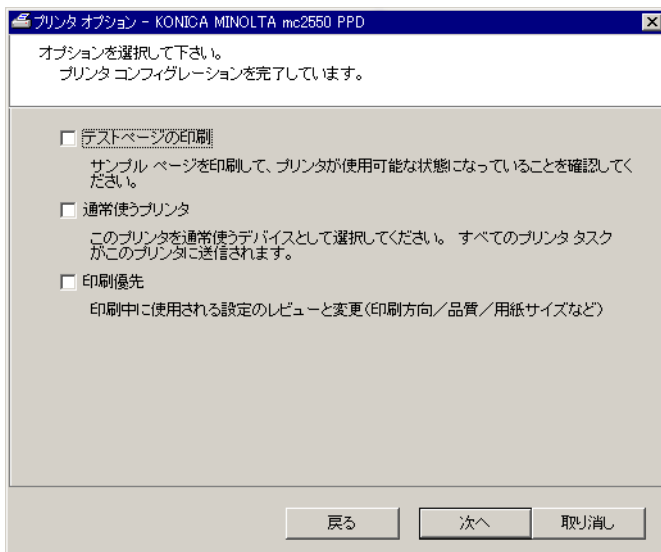 プリンタ オプション - KONICA MINOLTA mc2550 PPD
オプションを選択して下さい。
プリンタ コンフィグレーションを完了しています。
テストページの印刷
サンプル ページを印刷して、プリンタが使用可能な状態になっていることを確認してく
ださい。
通常使うプリンタ
このプリンタを通常使うデバイスとして選択してください。 すべてのプリンタ タスク
がこのプリンタに送信されます。
印刷優先
印刷中に使用される設定のレビューと変更(印刷方向/品質/用紙サイズなど)
戻る 次へ 取り消し